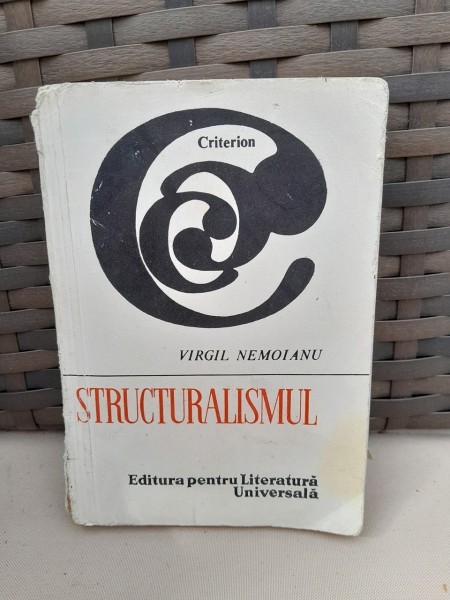 Criterion
VIRGIL NEMOIANU
STRUCTURALISMUL
Editura pentru Literatură
Universală